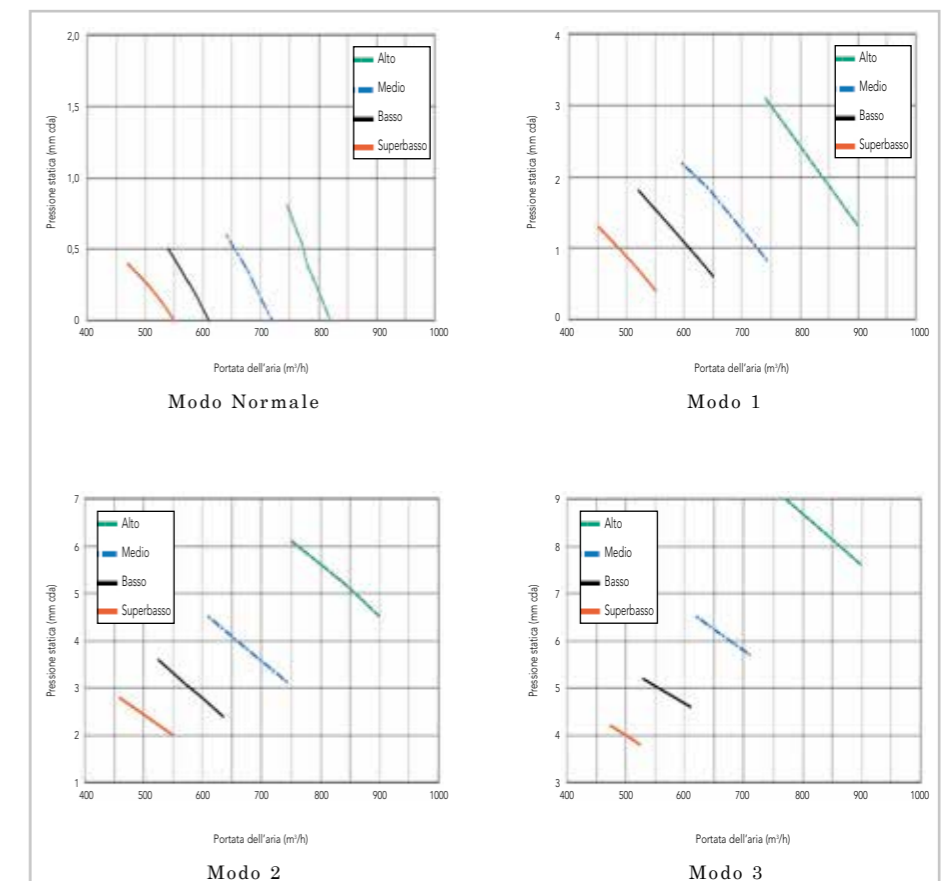 2,0
1,5
1,0
0,5
0
400 500 600 700 800 900 1000
Pressione statica (mm cda)
Portata dell'aria (m³/h)
Alto
Medio
Basso
Superbasso
Modo Normale
4
3
2
1
0
400 500 600 700 800 900 1000
Pressione statica (mm cda)
Portata dell'aria (m³/h)
Alto
Medio
Basso
Superbasso
Modo 1
7
6
5
4
3
2
1
400 500 600 700 800 900 1000
Pressione statica (mm cda)
Portata dell'aria (m³/h)
Alto
Medio
Basso
Superbasso
Modo 2
9
8
7
6
5
4
3
400 500 600 700 800 900 1000
Pressione statica (mm cda)
Portata dell'aria (m³/h)
Alto
Medio
Basso
Superbasso
Modo 3